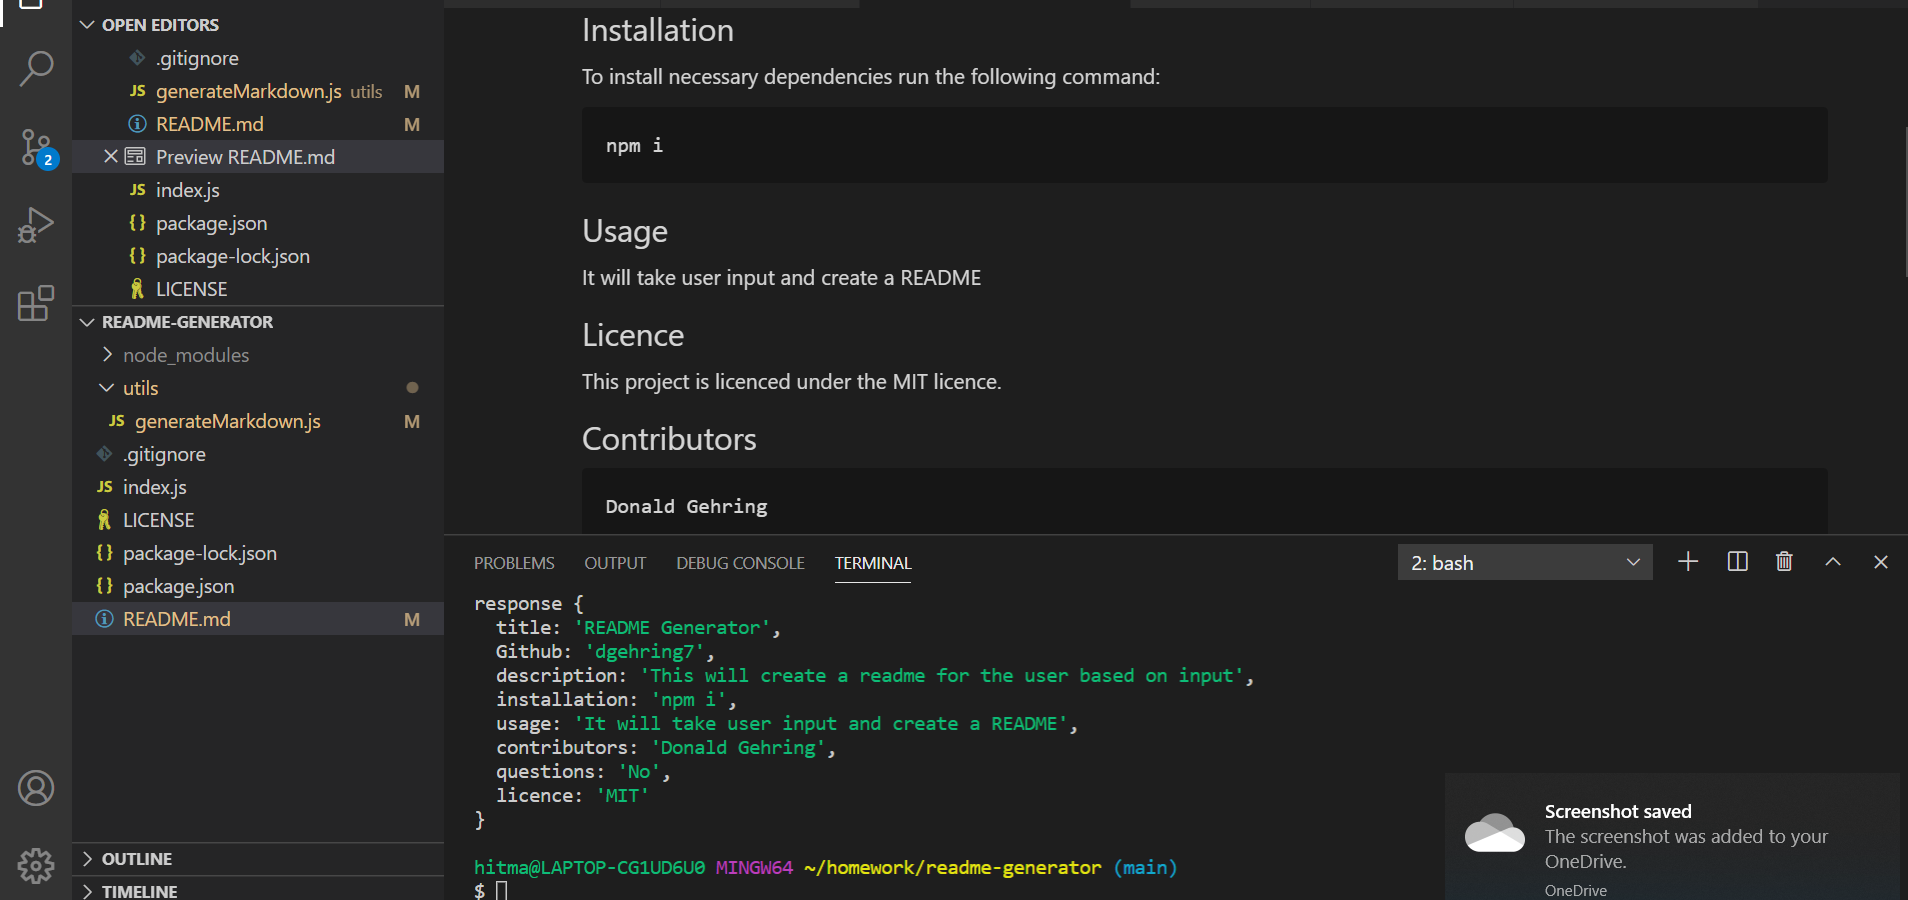 OPEN EDITORS
.gitignore
JS generateMarkdown.js utils M
README.md M
Preview README.md
JS index.js
{} package.json
{} package-lock.json
LICENSE
2
README-GENERATOR
node_modules
utils
JS generateMarkdown.js M
.gitignore
JS index.js
LICENSE
{} package-lock.json
{} package.json
README.md M
OUTLINE
TIMELINE
Installation
To install necessary dependencies run the following command:
npm i
Usage
It will take user input and create a README
Licence
This project is licenced under the MIT licence.
Contributors
Donald Gehring
PROBLEMS OUTPUT DEBUG CONSOLE TERMINAL 2: bash
response {
title: 'README Generator',
Github: 'dgehring7',
description: 'This will create a readme for the user based on input',
installation: 'npm i',
usage: 'It will take user input and create a README',
contributors: 'Donald Gehring',
questions: 'No',
licence: 'MIT'
}
hitma@LAPTOP-CG1UD6U0 MINGW64 ~/homework/readme-generator (main)
$
Screenshot saved
The screenshot was added to your
OneDrive.
OneDrive